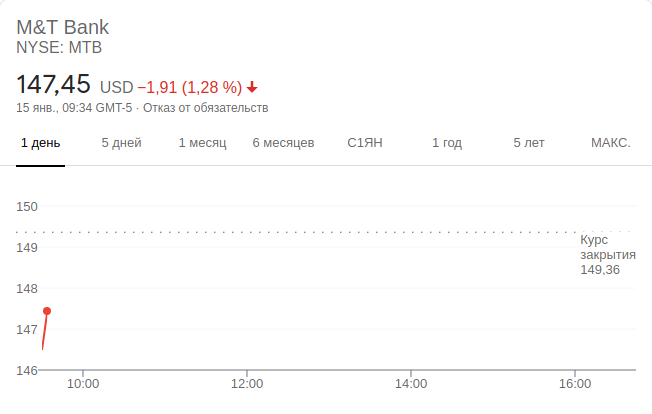 M&T Bank
NYSE: MTB
147,45 USD −1,91 (1,28 %)
15 янв., 09:34 GMT-5 · Отказ от обязательств
1 день 5 дней 1 месяц 6 месяцев С1ЯН 1 год 5 лет МАКС.
150
149
148
147
146
Курс
закрытия
149,36
10:00 12:00 14:00 16:00